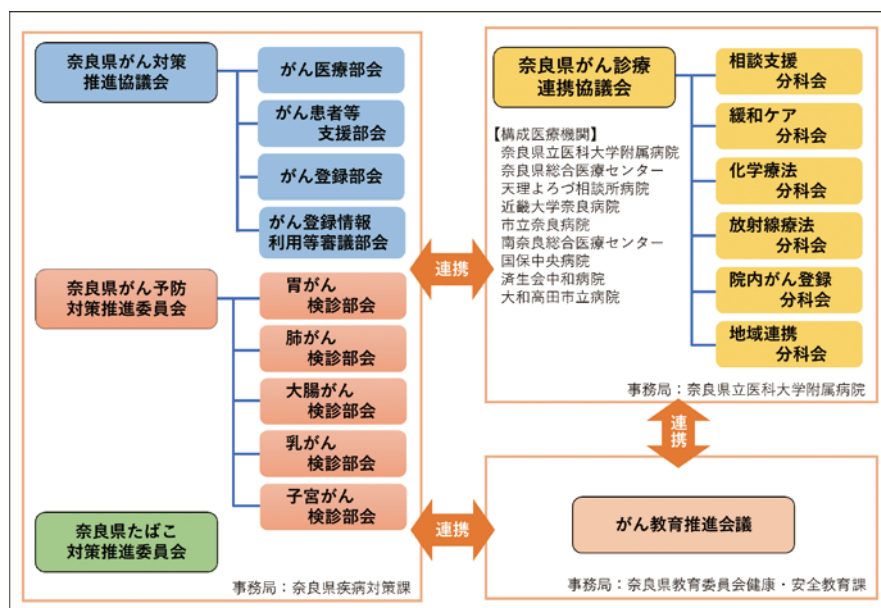 奈良県がん対策
推進協議会
がん医療部会
がん患者等
支援部会
がん登録部会
がん登録情報
利用等審議部会
奈良県がん予防
対策推進委員会
胃がん
検診部会
肺がん
検診部会
大腸がん
検診部会
乳がん
検診部会
子宮がん
検診部会
奈良県たばこ
対策推進委員会
事務局：奈良県疾病対策課
連携
連携
奈良県がん診療
連携協議会
【構成医療機関】
奈良県立医科大学附属病院
奈良県総合医療センター
天理よろづ相談所病院
近畿大学奈良病院
市立奈良病院
南奈良総合医療センター
国保中央病院
済生会中和病院
大和高田市立病院
相談支援
分科会
緩和ケア
分科会
化学療法
分科会
放射線療法
分科会
院内がん登録
分科会
地域連携
分科会
事務局：奈良県立医科大学附属病院
連携
がん教育推進会議
事務局：奈良県教育委員会健康・安全教育課